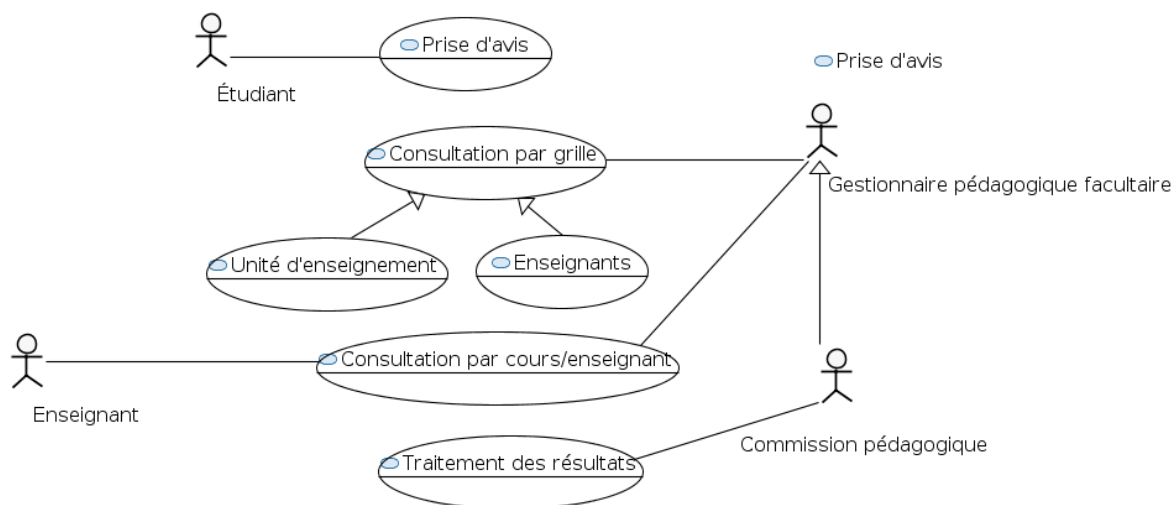 Prise d'avis
Prise d'avis
Étudiant
Consultation par grille
Gestionnaire pédagogique facultaire
Unité d'enseignement
Enseignants
Consultation par cours/enseignant
Enseignant
Commission pédagogique
Traitement des résultats